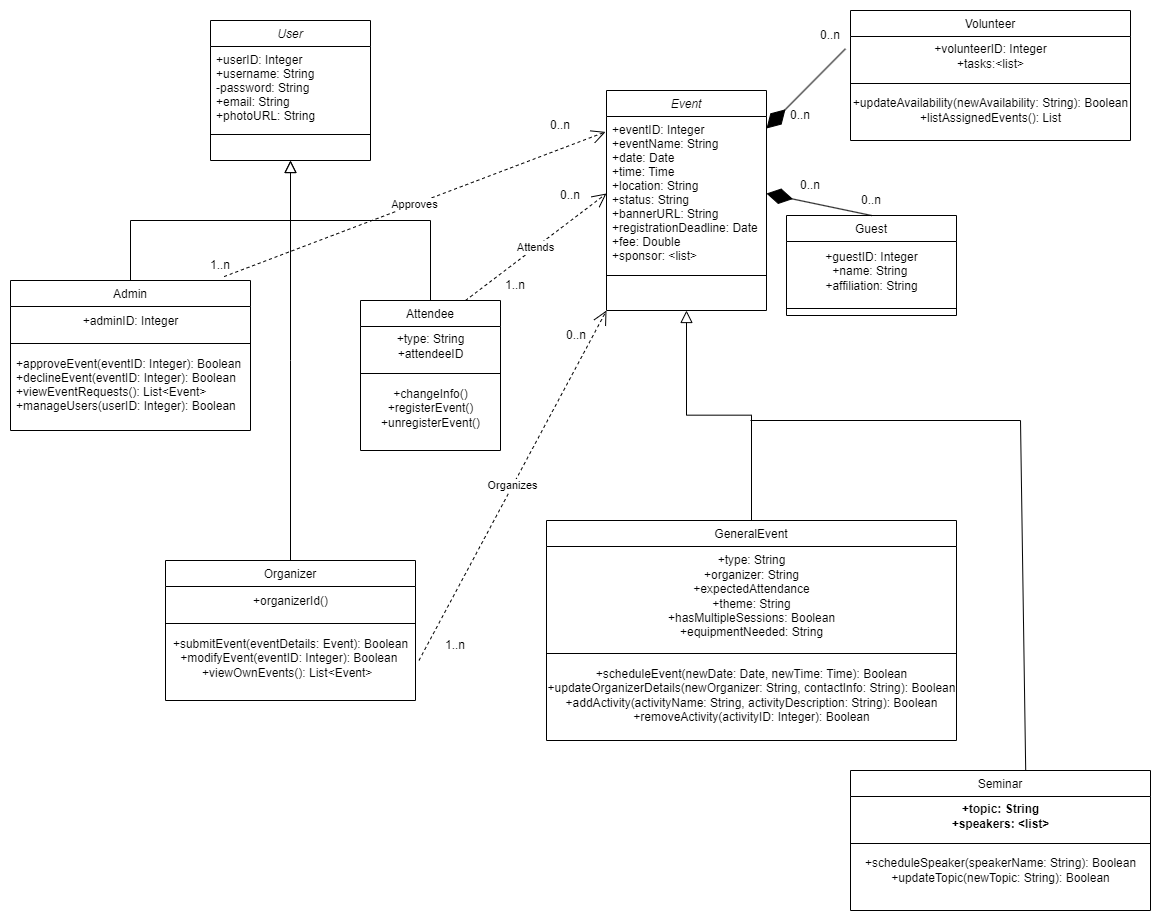 User
+userID: Integer
+username: String
-password: String
+email: String
+photoURL: String
Event
+eventID: Integer
+eventName: String
+date: Date
+time: Time
+location: String
+status: String
+bannerURL: String
+registrationDeadline: Date
+fee: Double
+sponsor: <list>
Volunteer
+volunteerID: Integer
+tasks:<list>
+updateAvailability(newAvailability: String): Boolean
+listAssignedEvents(): List
0..n
0..n
0..n
0..n
Guest
+guestID: Integer
+name: String
+affiliation: String
0..n
Approves
1..n
0..n
Attends
1..n
0..n
Organizes
1..n
Admin
+adminID: Integer
+approveEvent(eventID: Integer): Boolean
+declineEvent(eventID: Integer): Boolean
+viewEventRequests(): List<Event>
+manageUsers(userID: Integer): Boolean
Attendee
+type: String
+attendeeID
+changeInfo()
+registerEvent()
+unregisterEvent()
Organizer
+organizerId()
+submitEvent(eventDetails: Event): Boolean
+modifyEvent(eventID: Integer): Boolean
+viewOwnEvents(): List<Event>
GeneralEvent
+type: String
+organizer: String
+expectedAttendance
+theme: String
+hasMultipleSessions: Boolean
+equipmentNeeded: String
+scheduleEvent(newDate: Date, newTime: Time): Boolean
+updateOrganizerDetails(newOrganizer: String, contactInfo: String): Boolean
+addActivity(activityName: String, activityDescription: String): Boolean
+removeActivity(activityID: Integer): Boolean
Seminar
+topic: String
+speakers: <list>
+scheduleSpeaker(speakerName: String): Boolean
+updateTopic(newTopic: String): Boolean